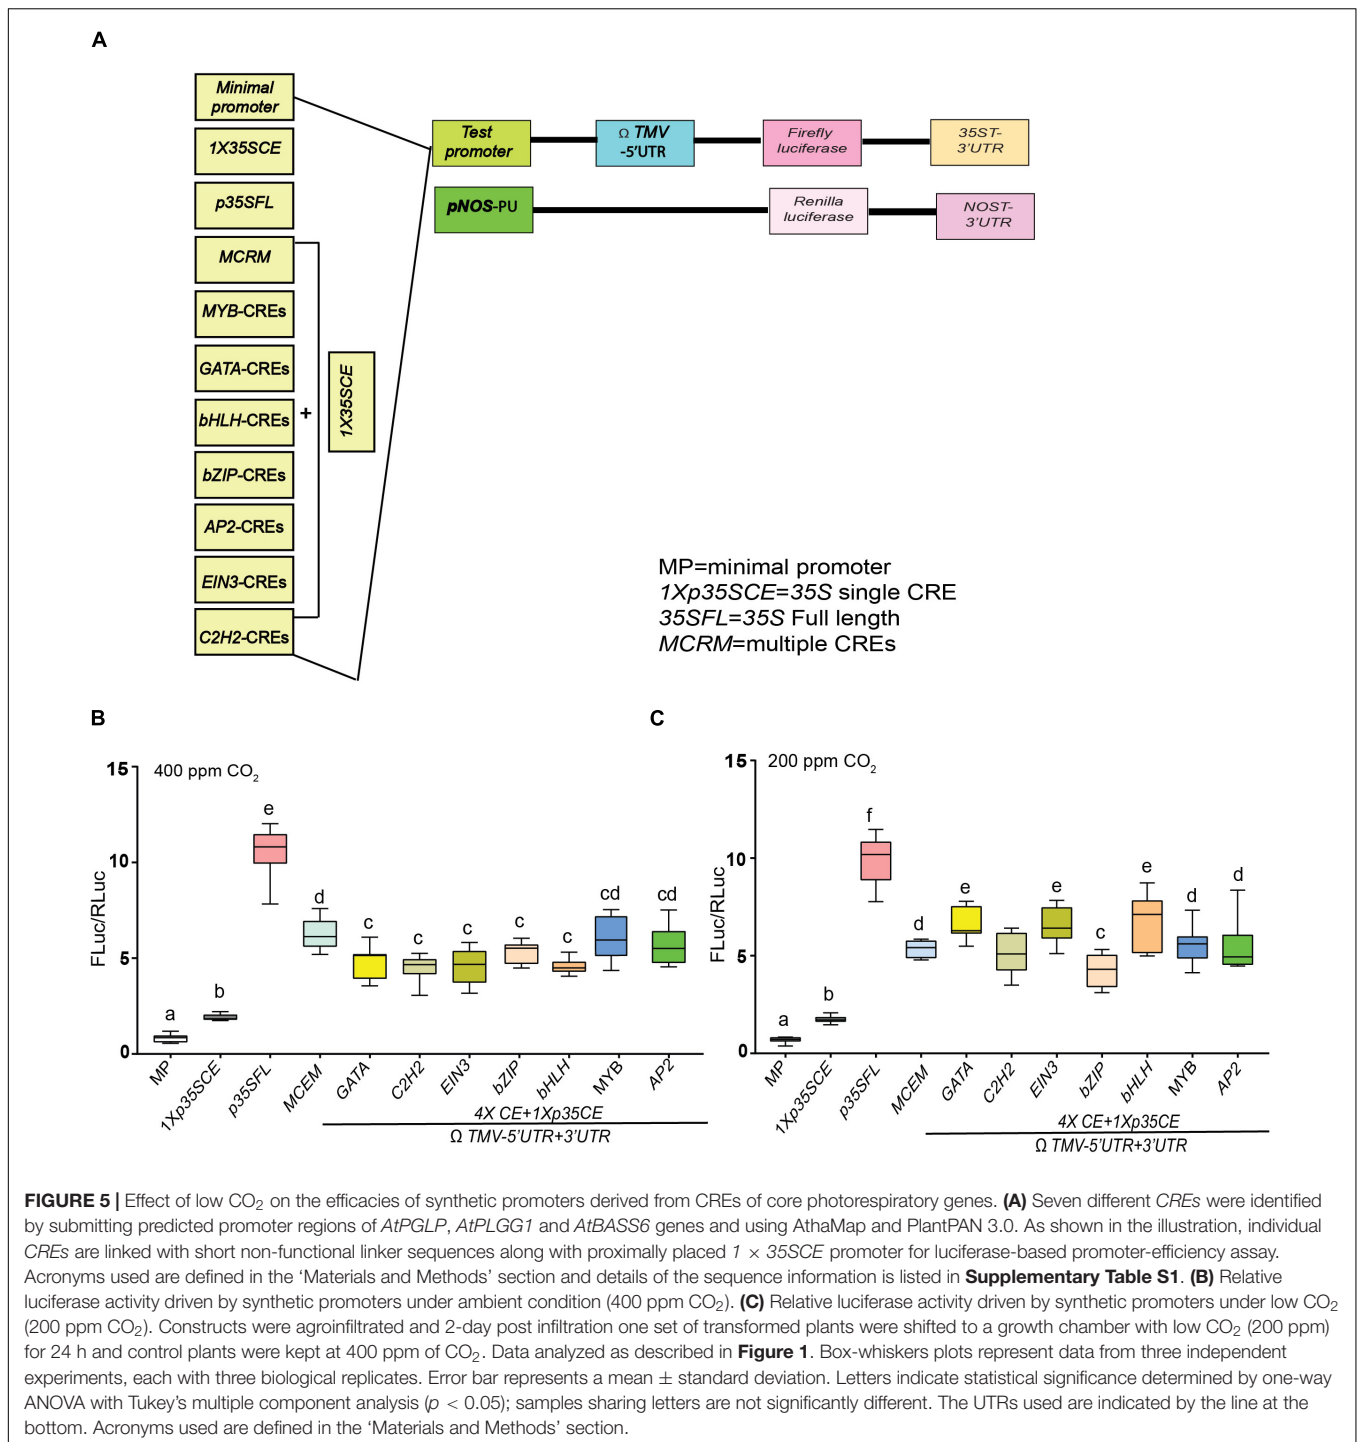 A
Minimal
promoter
1X35SCE
p35SFL
MCRM
MYB-CREs
GATA-CREs
bHLH-CREs
bZIP-CREs
AP2-CREs
EIN3-CREs
C2H2-CREs
+
1X35SCE
Test
promoter
Ω TMV
-5'UTR
Firefly
luciferase
35ST-
3'UTR
pNOS-PU
Renilla
luciferase
NOST-
3'UTR
MP=minimal promoter
1Xp35SCE=35S single CRE
35SFL=35S Full length
MCRM=multiple CREs
B
400 ppm CO2
FLuc/RLuc
15
10
5
0
a
b
e
d
c
c
c
c
c
cd
cd
MP
1Xp35SCE
p35SFL
MCEM
GATA
C2H2
EIN3
bZIP
bHLH
MYB
AP2
4X CE+1Xp35CE
Ω TMV-5'UTR+3'UTR
C
200 ppm CO2
FLuc/RLuc
15
10
5
0
a
b
f
d
e
e
c
e
d
d
MP
1Xp35SCE
p35SFL
MCEM
GATA
C2H2
EIN3
bZIP
bHLH
MYB
AP2
4X CE+1Xp35CE
Ω TMV-5'UTR+3'UTR
FIGURE 5 | Effect of low CO2 on the efficacies of synthetic promoters derived from CREs of core photorespiratory genes. (A) Seven different CREs were identified
by submitting predicted promoter regions of AtPGLP, AtPLGG1 and AtBASS6 genes and using AthaMap and PlantPAN 3.0. As shown in the illustration, individual
CREs are linked with short non-functional linker sequences along with proximally placed 1 × 35SCE promoter for luciferase-based promoter-efficiency assay.
Acronyms used are defined in the 'Materials and Methods' section and details of the sequence information is listed in Supplementary Table S1. (B) Relative
luciferase activity driven by synthetic promoters under ambient condition (400 ppm CO2). (C) Relative luciferase activity driven by synthetic promoters under low CO2
(200 ppm CO2). Constructs were agroinfiltrated and 2-day post infiltration one set of transformed plants were shifted to a growth chamber with low CO2 (200 ppm)
for 24 h and control plants were kept at 400 ppm of CO2. Data analyzed as described in Figure 1. Box-whiskers plots represent data from three independent
experiments, each with three biological replicates. Error bar represents a mean ± standard deviation. Letters indicate statistical significance determined by one-way
ANOVA with Tukey's multiple component analysis (p < 0.05); samples sharing letters are not significantly different. The UTRs used are indicated by the line at the
bottom. Acronyms used are defined in the 'Materials and Methods' section.